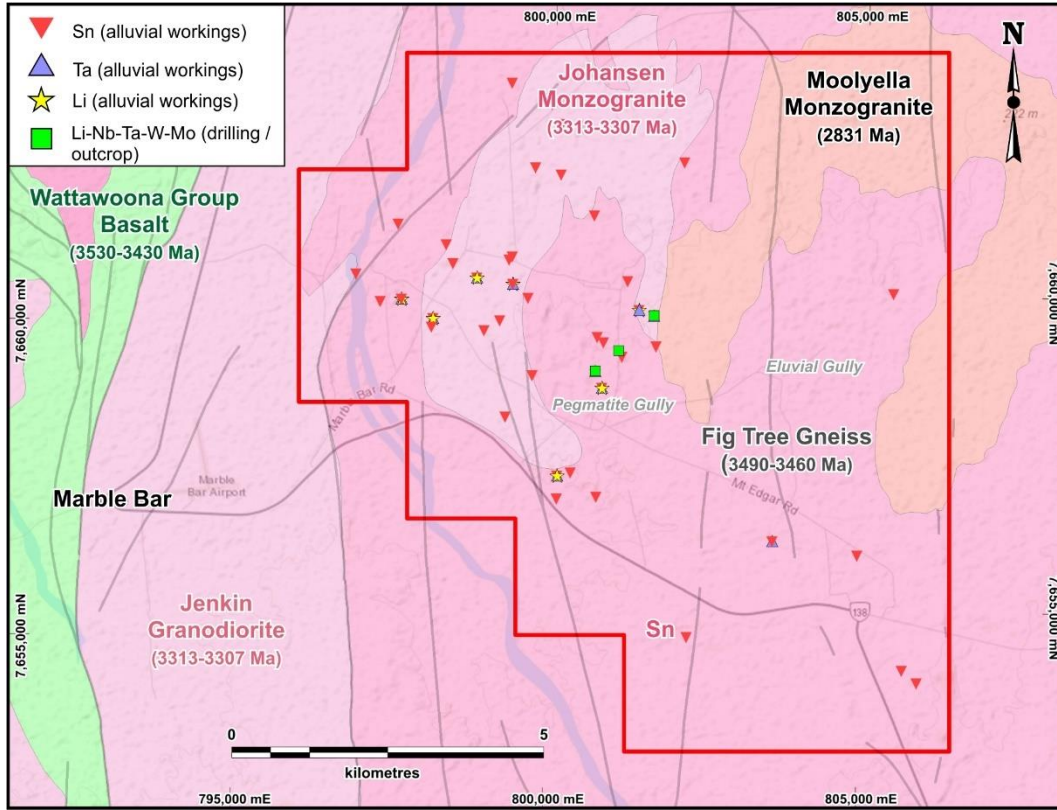 Sn (alluvial workings)
Ta (alluvial workings)
Li (alluvial workings)
Li-Nb-Ta-W-Mo (drilling /
outcrop)
800,000 mE
805,000 mE
N
Johansen
Monzogranite
(3313-3307 Ma)
Moolyella
Monzogranite
(2831 Ma)
Wattawoona Group
Basalt
(3530-3430 Ma)
7,660,000 mN
7,660,000 mN
Eluvial Gully
Marble Bar Rd
Pegmatite Gully
Fig Tree Gneiss
(3490-3460 Ma)
Marble
Bar Airport
Marble Bar
Mt Edgar Rd
Jenkin
Granodiorite
(3313-3307 Ma)
Sn
138
7,655,000 mN
7,655,000 mN
0
5
kilometres
795,000 mE
800,000 mE
805,000 mE